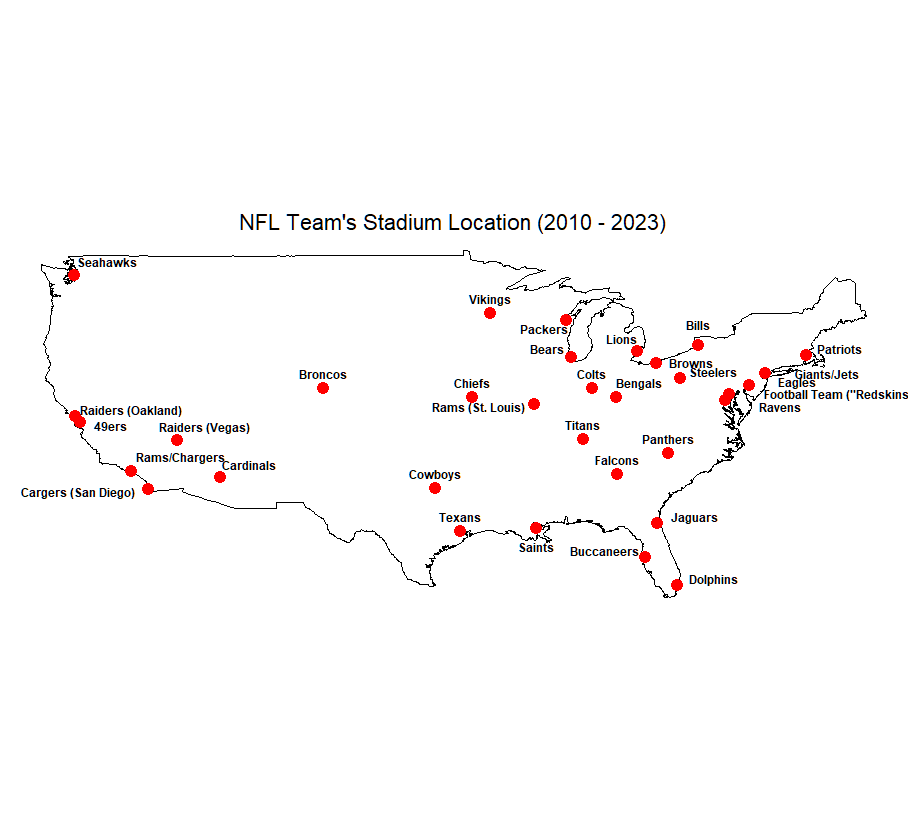 NFL Team's Stadium Location (2010 - 2023)
Seahawks
Vikings
Packers
Bills
Lions
Bears
Patriots
Browns
Steelers
Giants/Jets
Broncos
Colts
Chiefs
Bengals
Eagles
Football Team ("Redskins
Rams (St. Louis)
Ravens
Raiders (Oakland)
49ers
Raiders (Vegas)
Titans
Panthers
Rams/Chargers
Cardinals
Falcons
Cowboys
Cargers (San Diego)
Texans
Jaguars
Saints
Buccaneers
Dolphins